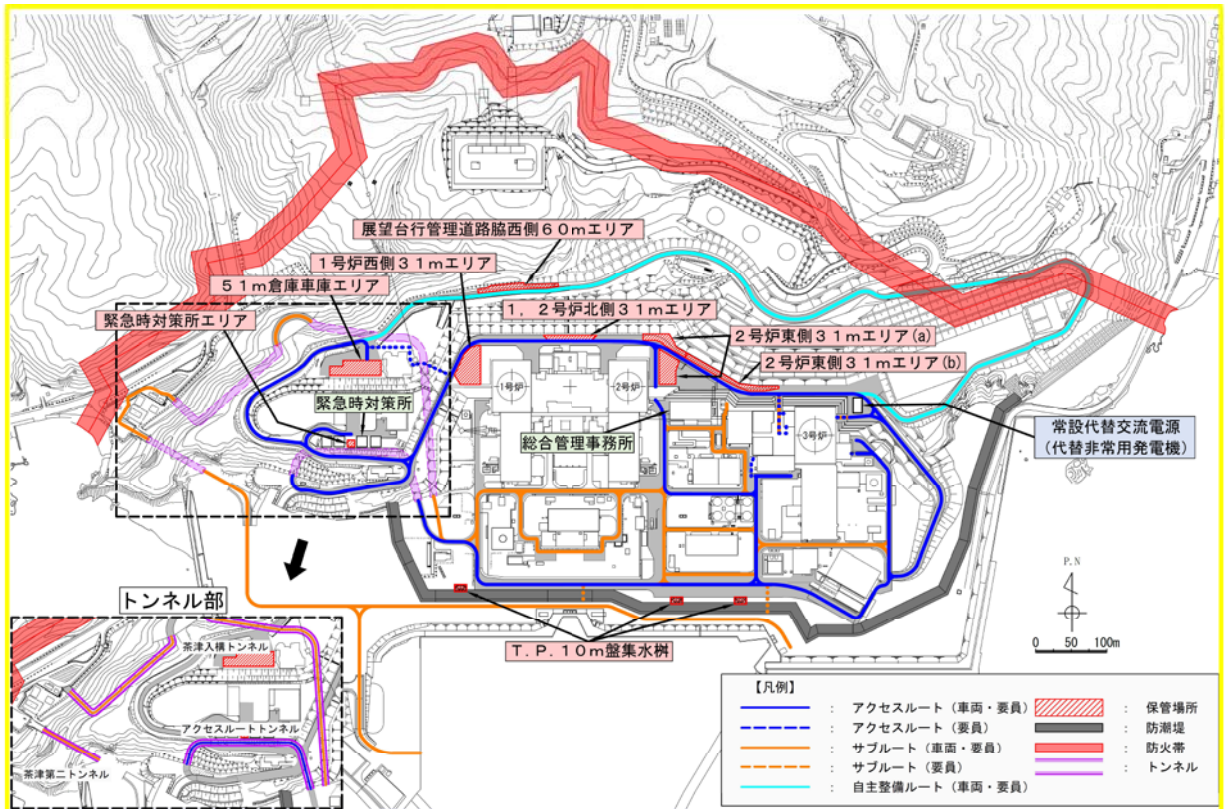 展望台行管理道路脇西側６０ｍエリア
１号炉西側３１ｍエリア
５１ｍ倉庫車庫エリア
緊急時対策所エリア
１，２号炉北側３１ｍエリア
２号炉東側３１ｍエリア(a)
２号炉東側３１ｍエリア(b)
1号炉
2号炉
3号炉
緊急時対策所
総合管理事務所
常設代替交流電源
（代替非常用発電機）
トンネル部
茶津入構トンネル
アクセスルートトンネル
茶津第二トンネル
Ｔ．Ｐ．１０ｍ盤集水桝
P.N
0 50 100m
【凡例】
： アクセスルート（車両・要員）
： アクセスルート（要員）
： サブルート（車両・要員）
： サブルート（要員）
： 自主整備ルート（車両・要員）
： 保管場所
： 防潮堤
： 防火帯
： トンネル